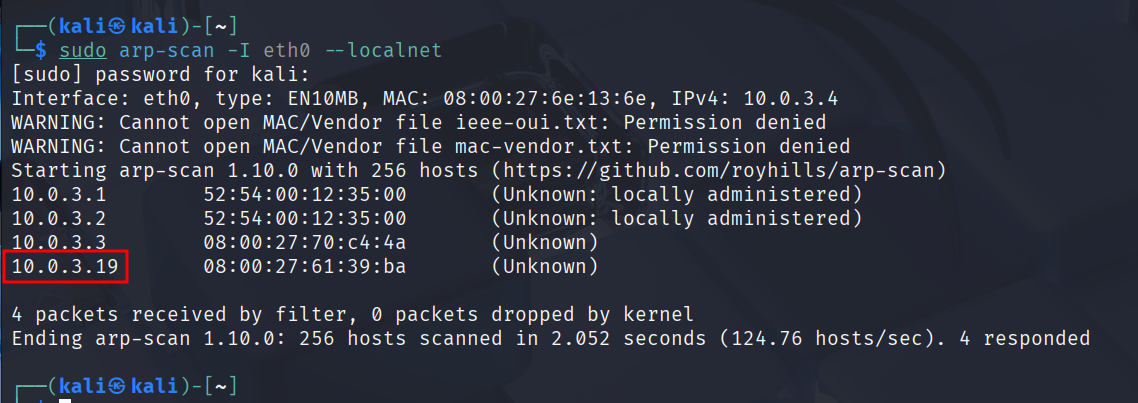 ┌──(kali㉿kali)-[~]
└─$ sudo arp-scan -I eth0 --localnet
[sudo] password for kali:
Interface: eth0, type: EN10MB, MAC: 08:00:27:6e:13:6e, IPv4: 10.0.3.4
WARNING: Cannot open MAC/Vendor file ieee-oui.txt: Permission denied
WARNING: Cannot open MAC/Vendor file mac-vendor.txt: Permission denied
Starting arp-scan 1.10.0 with 256 hosts (https://github.com/royhills/arp-scan)
10.0.3.1        52:54:00:12:35:00       (Unknown: locally administered)
10.0.3.2        52:54:00:12:35:00       (Unknown: locally administered)
10.0.3.3        08:00:27:70:c4:4a       (Unknown)
10.0.3.19       08:00:27:61:39:ba       (Unknown)
4 packets received by filter, 0 packets dropped by kernel
Ending arp-scan 1.10.0: 256 hosts scanned in 2.052 seconds (124.76 hosts/sec). 4 responded
┌──(kali㉿kali)-[~]